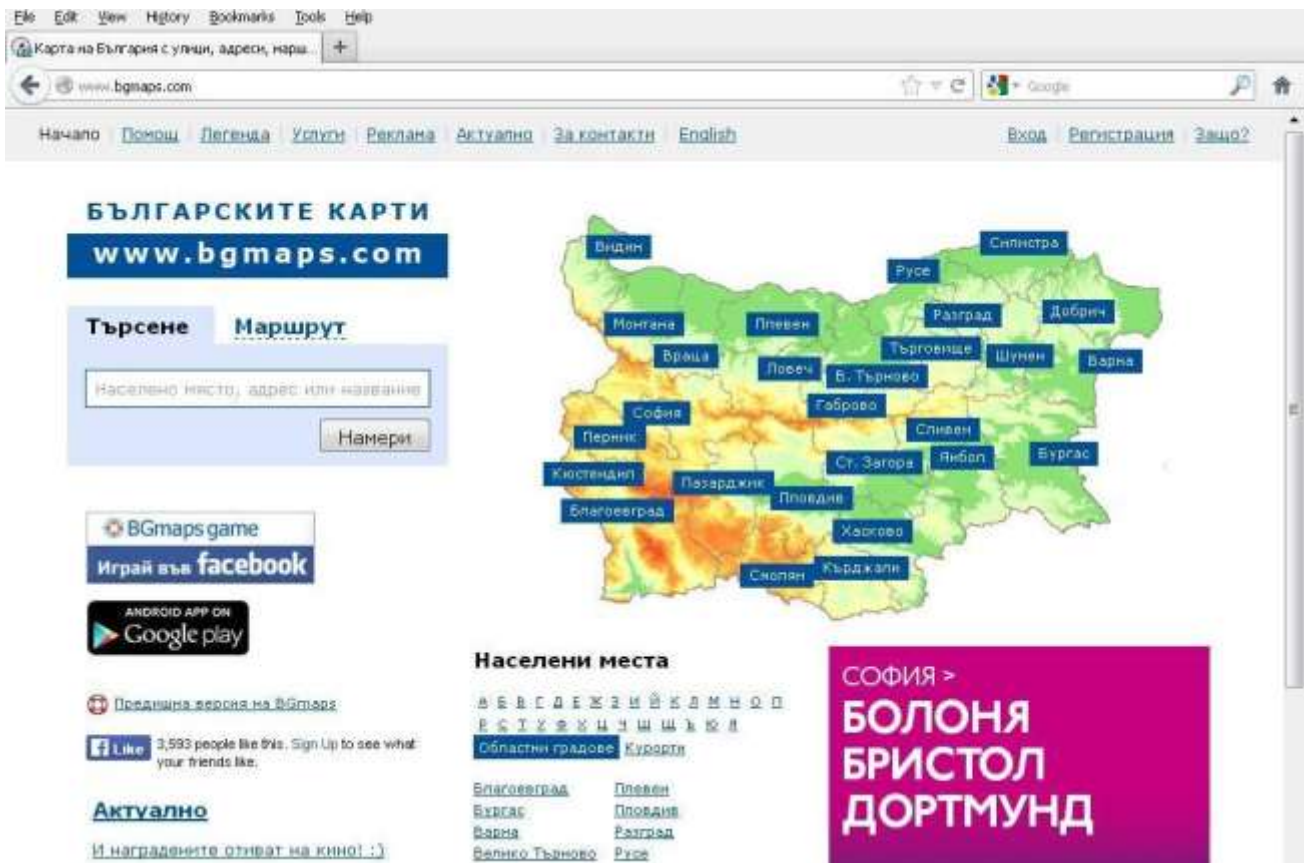 File Edit View History Bookmarks Tools Help
Карта на България с улици, адреси, марш...
www.bgmaps.com
Google
Начало Помощ Легенда Услуги Реклама Актуално За контакти English
Вход Регистрация Защо?
БЪЛГАРСКИТЕ КАРТИ
www.bgmaps.com
Търсене Маршрут
Населено място, адрес или название
Намери
BGmaps game
Играй във facebook
ANDROID APP ON
Google play
Предишна версия на BGmaps
Like 3,593 people like this. Sign Up to see what
your friends like.
Актуално
И наградените отиват на кино! :)
Видин
Силистра
Русе
Монтана
Плевен
Разград
Добрич
Враца
Ловеч
В. Търново
Търговище
Шумен
Варна
София
Габрово
Перник
Сливен
Кюстендил
Пазарджик
Ст. Загора
Ямбол
Бургас
Благоевград
Пловдив
Хасково
Смолян
Кърджали
Населени места
А Б В Г Д Е Ж З И Й К Л М Н О П
Р С Т У Ф Х Ц Ч Ш Щ Ъ Ю Я
Областни градове Курорти
Благоевград Плевен
Бургас Пловдив
Варна Разград
Велико Търново Русе
СОФИЯ >
БОЛОНЯ
БРИСТОЛ
ДОРТМУНД